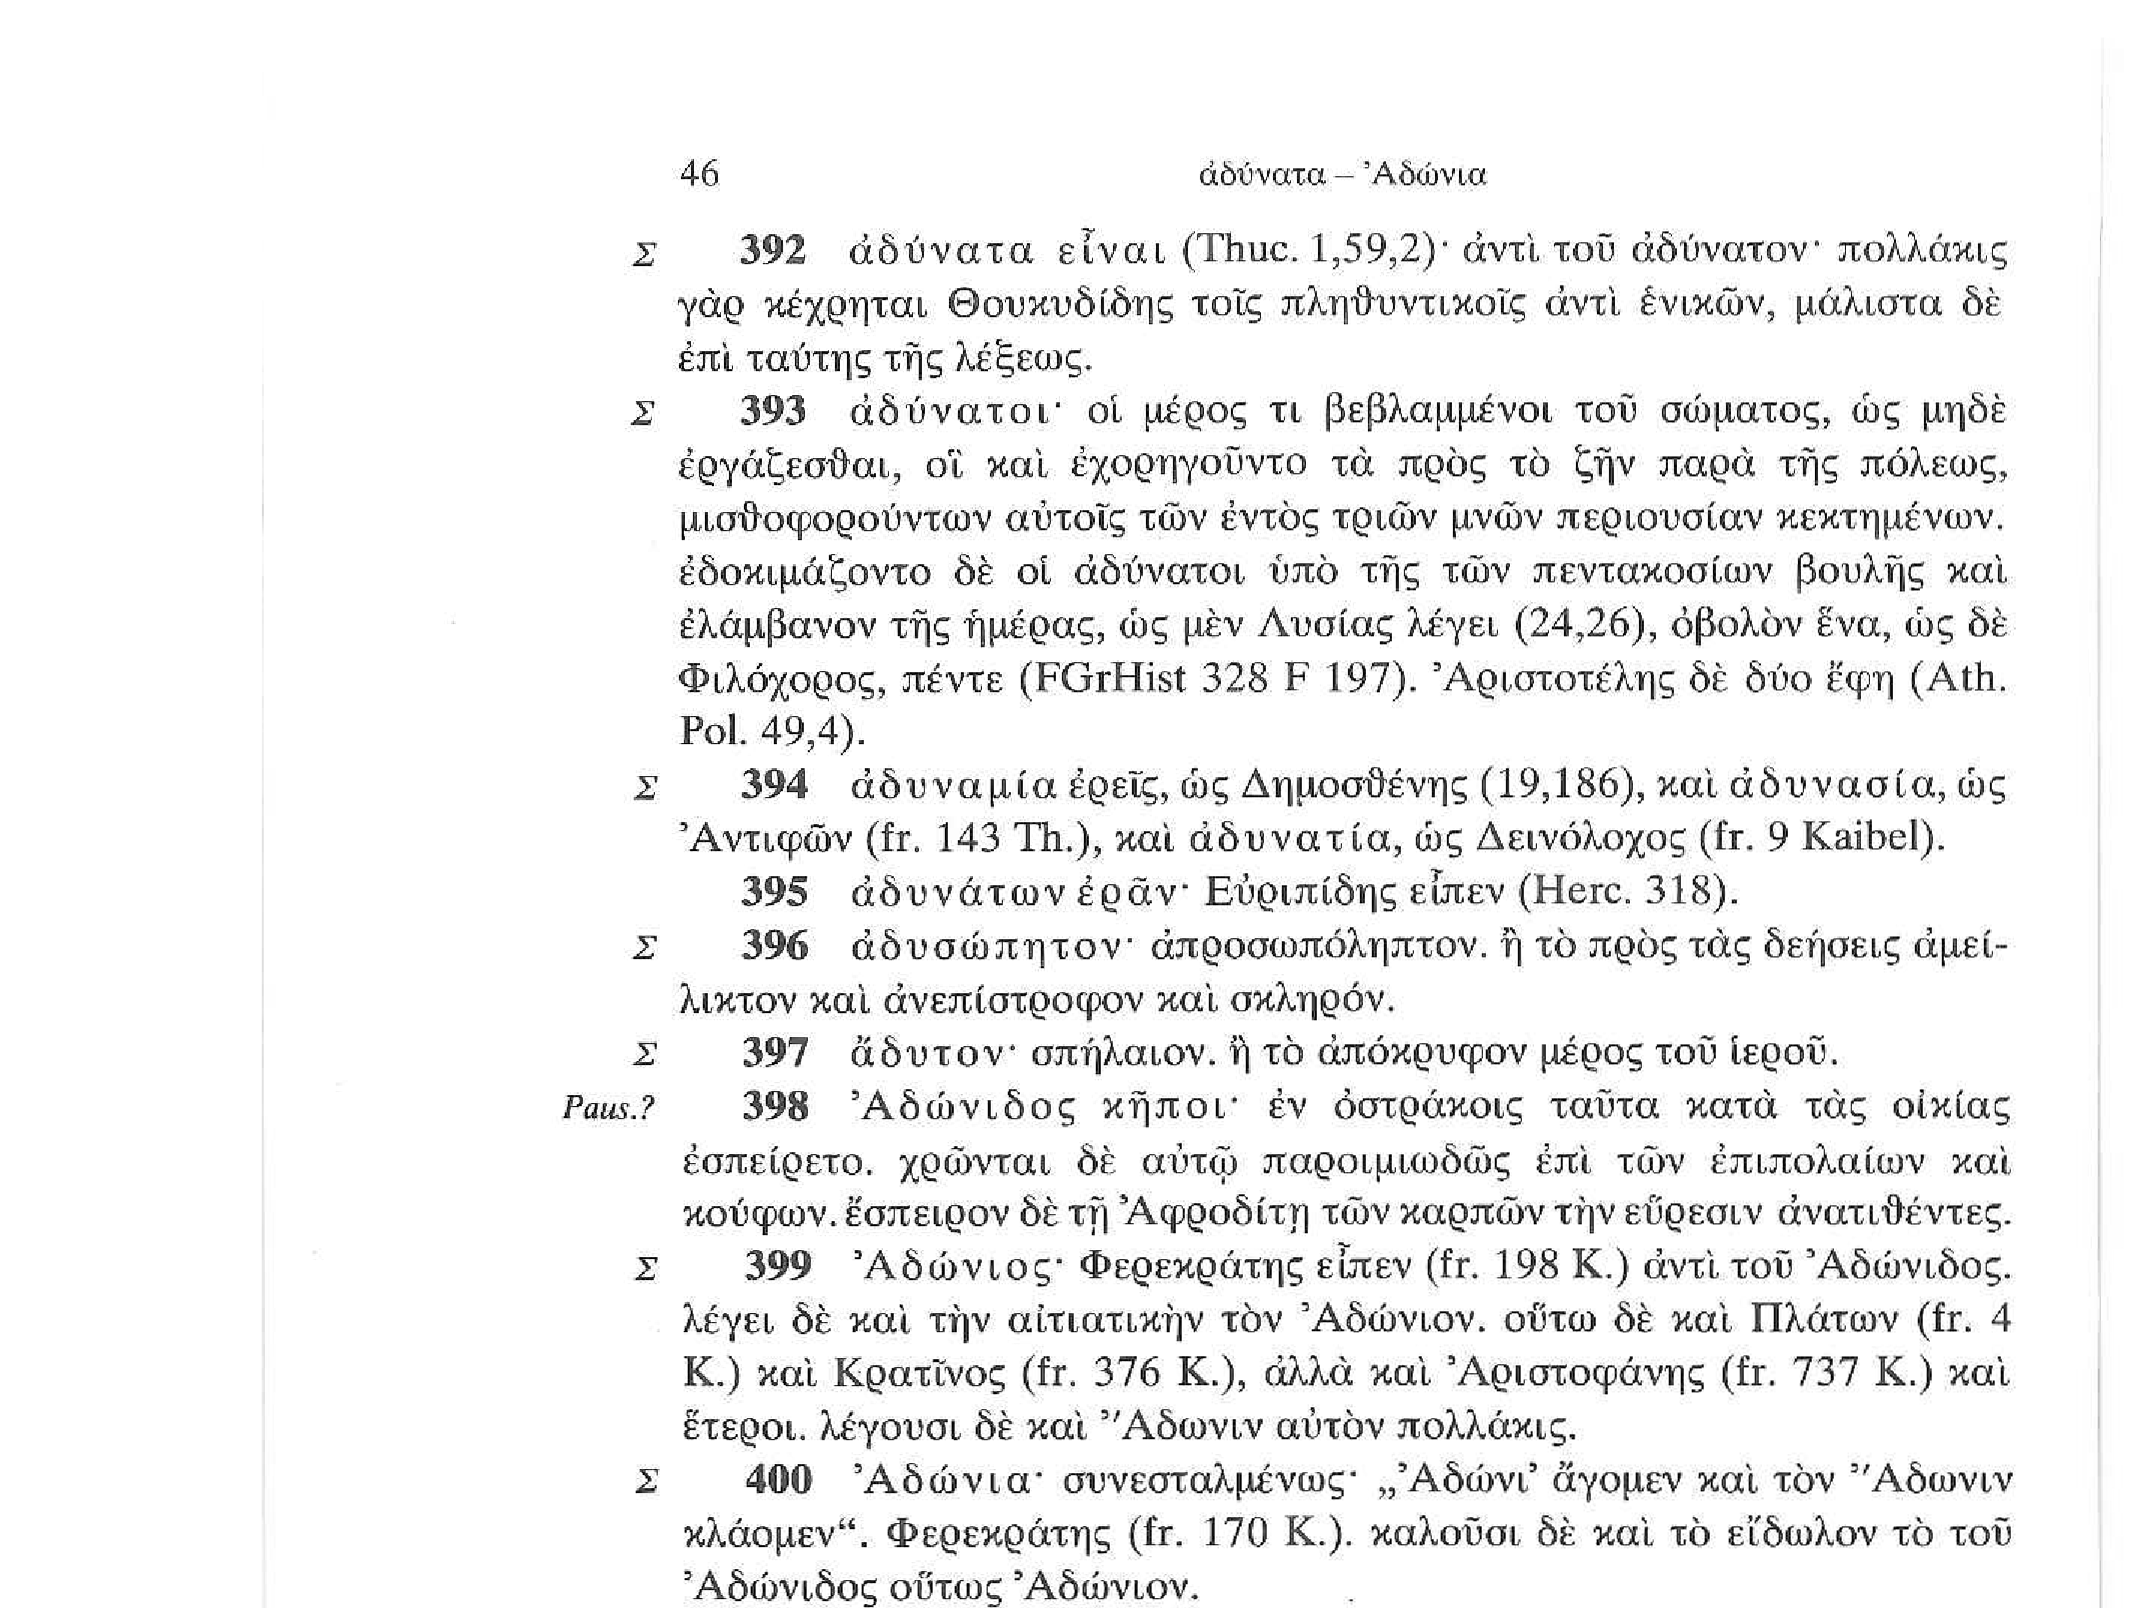 46 ἀδύνατα – Ἀδώνια
Σ 392 ἀδύνατα εἶναι (Thuc. 1,59,2)· ἀντὶ τοῦ ἀδύνατον· πολλάκις
γὰρ κέχρηται Θουκυδίδης τοῖς πληθυντικοῖς ἀντὶ ἑνικῶν, μάλιστα δὲ
ἐπὶ ταύτης τῆς λέξεως.
Σ 393 ἀδύνατοι· οἱ μέρος τι βεβλαμμένοι τοῦ σώματος, ὡς μηδὲ
ἐργάζεσθαι, οἳ καὶ ἐχορηγοῦντο τὰ πρὸς τὸ ζῆν παρὰ τῆς πόλεως,
μισθοφορούντων αὐτοῖς τῶν ἐντὸς τριῶν μνῶν περιουσίαν κεκτημένων.
ἐδοκιμάζοντο δὲ οἱ ἀδύνατοι ὑπὸ τῆς τῶν πεντακοσίων βουλῆς καὶ
ἐλάμβανον τῆς ἡμέρας, ὡς μὲν Λυσίας λέγει (24,26), ὀβολὸν ἕνα, ὡς δὲ
Φιλόχορος, πέντε (FGrHist 328 F 197). Ἀριστοτέλης δὲ δύο ἔφη (Ath.
Pol. 49,4).
Σ 394 ἀδυναμία ἐρεῖς, ὡς Δημοσθένης (19,186), καὶ ἀδυνασία, ὡς
Ἀντιφῶν (fr. 143 Th.), καὶ ἀδυνατία, ὡς Δεινόλοχος (fr. 9 Kaibel).
395 ἀδυνάτων ἐρᾶν· Εὐριπίδης εἶπεν (Herc. 318).
Σ 396 ἀδυσώπητον· ἀπροσωπόληπτον. ἢ τὸ πρὸς τὰς δεήσεις ἀμεί-
λικτον καὶ ἀνεπίστροφον καὶ σκληρόν.
Σ 397 ἄδυτον· σπήλαιον. ἢ τὸ ἀπόκρυφον μέρος τοῦ ἱεροῦ.
Paus.? 398 Ἀδώνιδος κῆποι· ἐν ὀστράκοις ταῦτα κατὰ τὰς οἰκίας
ἐσπείρετο. χρῶνται δὲ αὐτῷ παροιμιωδῶς ἐπὶ τῶν ἐπιπολαίων καὶ
κούφων. ἔσπειρον δὲ τῇ Ἀφροδίτῃ τῶν καρπῶν τὴν εὕρεσιν ἀνατιθέντες.
Σ 399 Ἀδώνιος· Φερεκράτης εἶπεν (fr. 198 K.) ἀντὶ τοῦ Ἀδώνιδος.
λέγει δὲ καὶ τὴν αἰτιατικὴν τὸν Ἀδώνιον. οὕτω δὲ καὶ Πλάτων (fr. 4
K.) καὶ Κρατῖνος (fr. 376 K.), ἀλλὰ καὶ Ἀριστοφάνης (fr. 737 K.) καὶ
ἕτεροι. λέγουσι δὲ καὶ Ἄδωνιν αὐτὸν πολλάκις.
Σ 400 Ἀδώνια· συνεσταλμένως· „Ἀδώνι’ ἄγομεν καὶ τὸν Ἄδωνιν
κλάομεν“. Φερεκράτης (fr. 170 K.). καλοῦσι δὲ καὶ τὸ εἴδωλον τὸ τοῦ
Ἀδώνιδος οὕτως Ἀδώνιον.